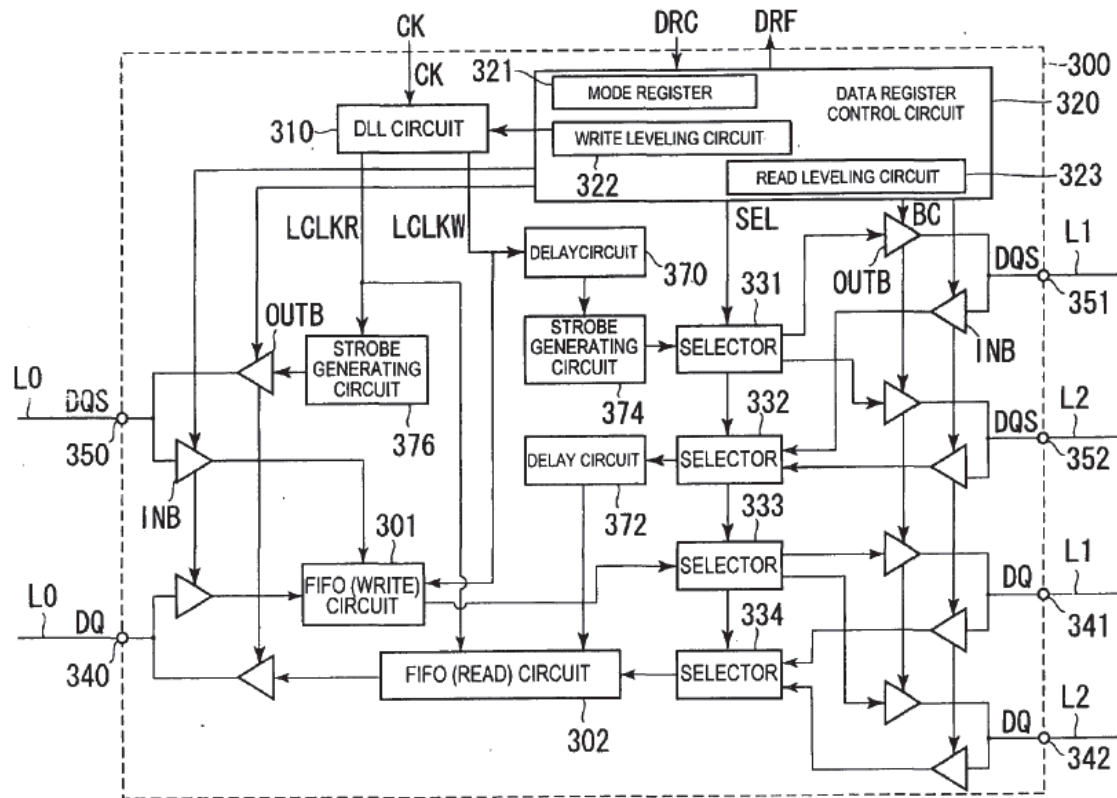 CK
DRC
DRF
300
321
MODE REGISTER
DATA REGISTER
CONTROL CIRCUIT
320
CK
310
DLL CIRCUIT
WRITE LEVELING CIRCUIT
322
READ LEVELING CIRCUIT
323
LCLKR
LCLKW
SEL
BC
L1
DELAYCIRCUIT
370
331
OUTB
DQS
351
OUTB
STROBE
GENERATING
CIRCUIT
STROBE
GENERATING
CIRCUIT
SELECTOR
INB
L0
DQS
350
376
374
332
DQS
L2
352
DELAY CIRCUIT
SELECTOR
INB
301
372
333
FIFO (WRITE)
CIRCUIT
SELECTOR
L1
DQ
341
L0
DQ
340
334
FIFO (READ) CIRCUIT
SELECTOR
302
L2
DQ
342